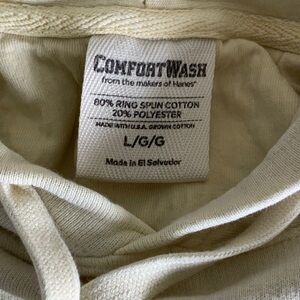 COMFORTWASH
from the makers of Hanes®
80% RING SPUN COTTON
20% POLYESTER
MADE WITH U.S.A. GROWN COTTON
L/G/G
Made in El Salvador